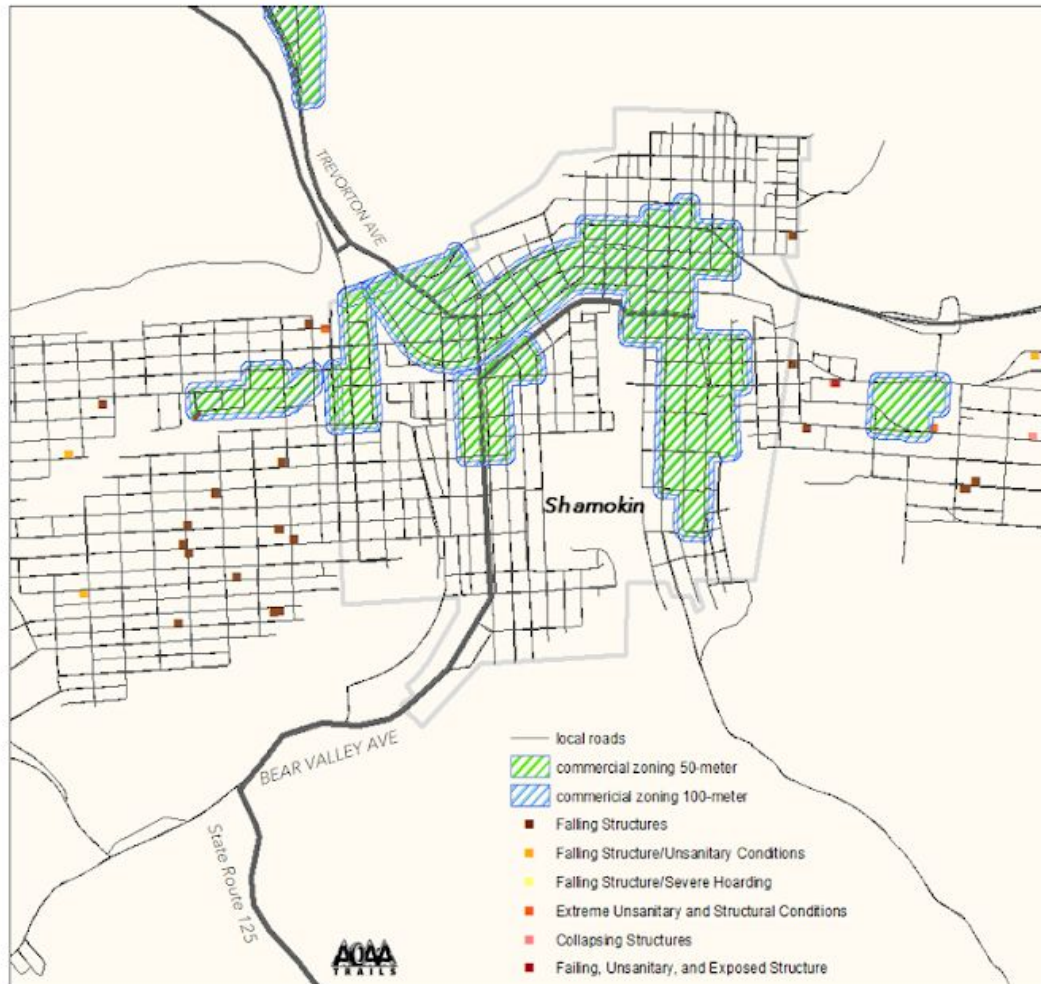 TREVORTON AVE
Shamokin
BEAR VALLEY AVE
State Route 125
local roads
commercial zoning 50-meter
commericial zoning 100-meter
Falling Structures
Falling Structure/Unsanitary Conditions
Falling Structure/Severe Hoarding
Extreme Unsanitary and Structural Conditions
Collapsing Structures
Failing, Unsanitary, and Exposed Structure
AOAA
TRAILS